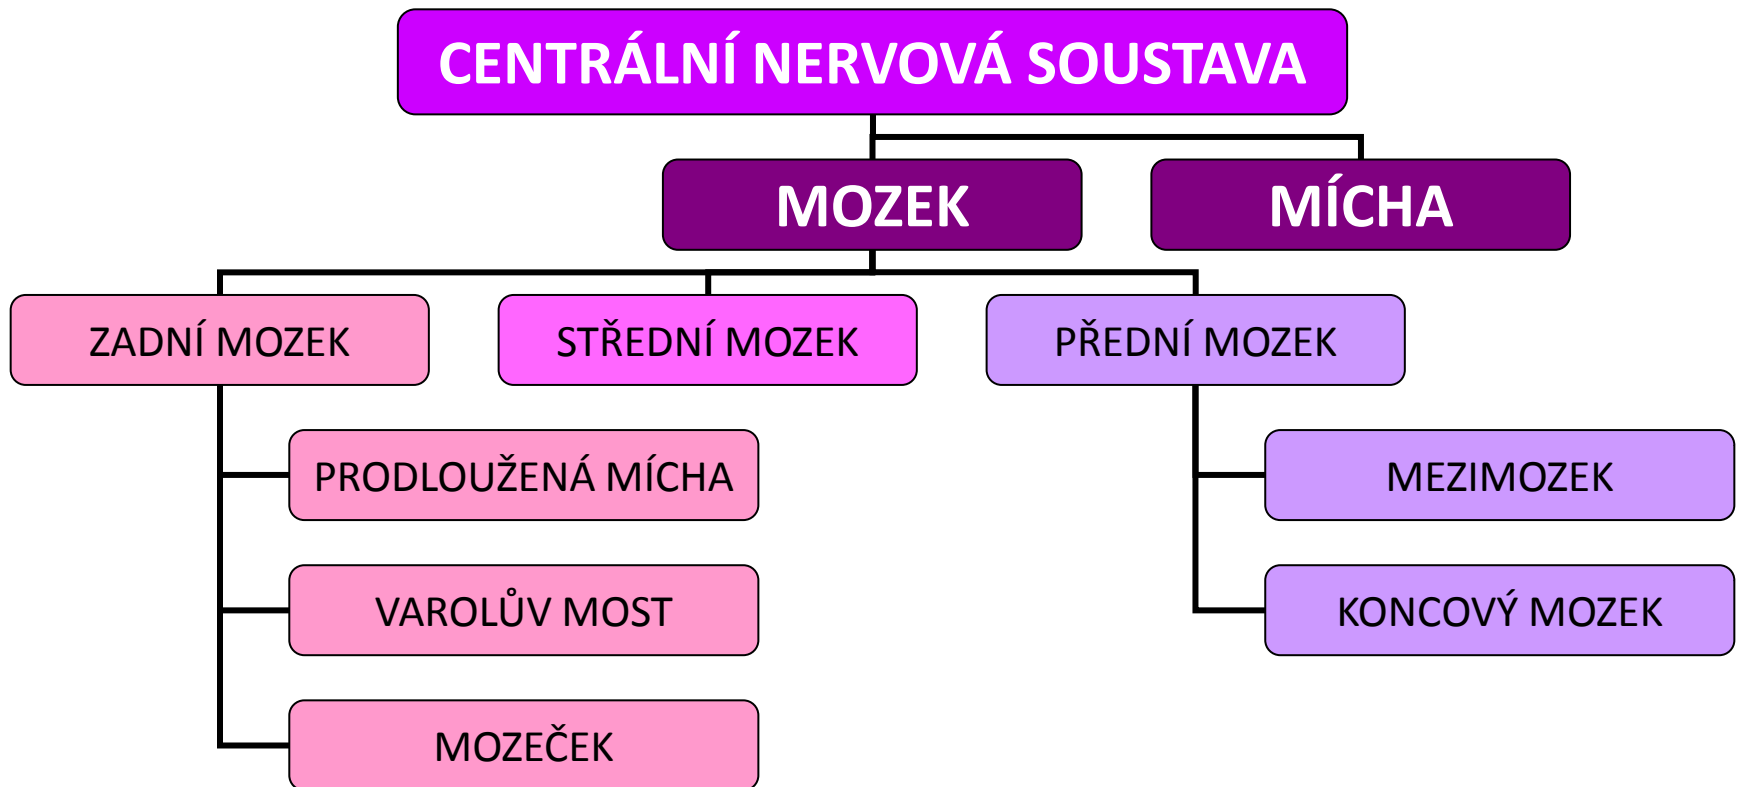 CENTRÁLNÍ NERVOVÁ SOUSTAVA
MOZEK
MÍCHA
ZADNÍ MOZEK
STŘEDNÍ MOZEK
PŘEDNÍ MOZEK
PRODLOUŽENÁ MÍCHA
MEZIMOZEK
VAROLŮV MOST
KONCOVÝ MOZEK
MOZEČEK